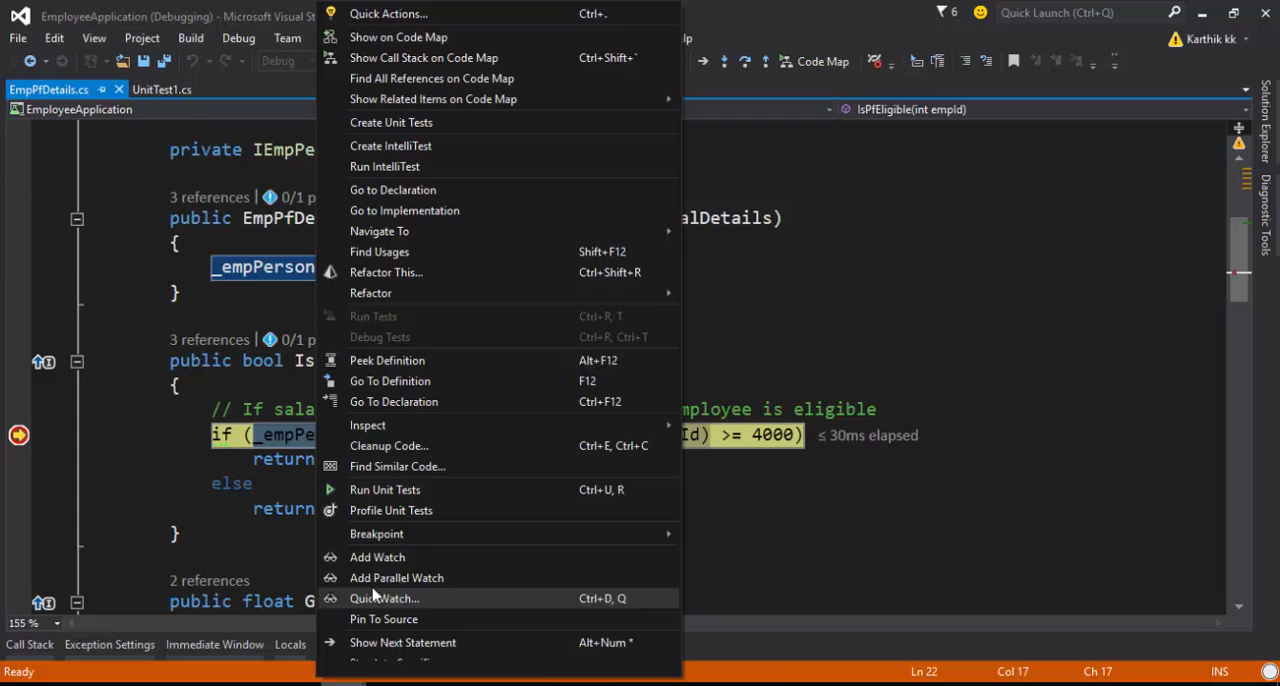 EmployeeApplication (Debugging) - Microsoft Visual St
6
Quick Launch (Ctrl+Q)
File Edit View Project Build Debug Team
lp
Karthik kk
Debug
Code Map
EmpPfDetails.cs
UnitTest1.cs
EmployeeApplication
IsPfEligible(int empId)
Quick Actions... Ctrl+.
Show on Code Map
Show Call Stack on Code Map Ctrl+Shift+`
Find All References on Code Map
Show Related Items on Code Map
Create Unit Tests
Create IntelliTest
Run IntelliTest
Go to Declaration
Go to Implementation
Navigate To
Find Usages Shift+F12
Refactor This... Ctrl+Shift+R
Refactor
Run Tests Ctrl+R, T
Debug Tests Ctrl+R, Ctrl+T
Peek Definition Alt+F12
Go To Definition F12
Go To Declaration Ctrl+F12
Inspect
Cleanup Code... Ctrl+E, Ctrl+C
Find Similar Code...
Run Unit Tests Ctrl+U, R
Profile Unit Tests
Breakpoint
Add Watch
Add Parallel Watch
QuickWatch... Ctrl+D, Q
Pin To Source
Show Next Statement Alt+Num *
private IEmpPe
3 references | 0/1 p
public EmpPfDe alDetails)
{
_empPerson
}
3 references | 0/1 p
public bool Is
{
// If sala mployee is eligible
if (_empPe Id) >= 4000) ≤ 30ms elapsed
return
else
return
}
2 references
public float G
Solution Explorer
Diagnostic Tools
155 %
Call Stack Exception Settings Immediate Window Locals
Ready
Ln 22 Col 17 Ch 17 INS